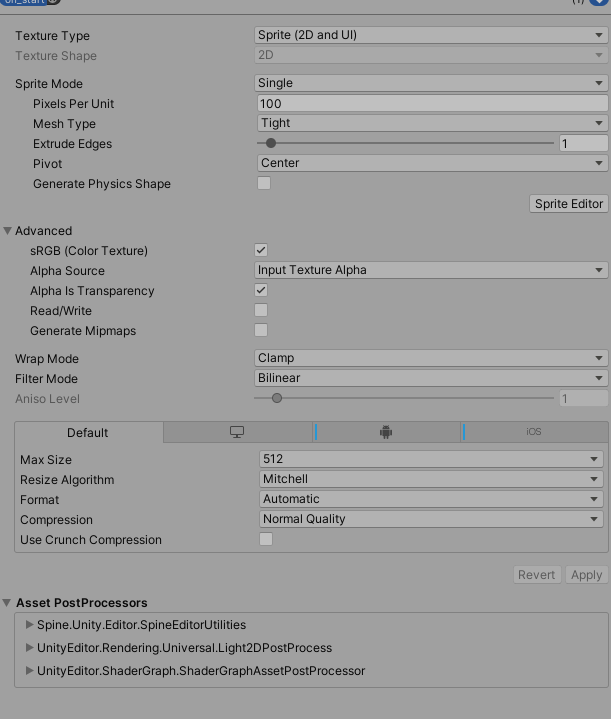 Texture Type Sprite (2D and UI)
Texture Shape 2D
Sprite Mode Single
Pixels Per Unit 100
Mesh Type Tight
Extrude Edges 1
Pivot Center
Generate Physics Shape
Sprite Editor
Advanced
sRGB (Color Texture)
Alpha Source Input Texture Alpha
Alpha Is Transparency
Read/Write
Generate Mipmaps
Wrap Mode Clamp
Filter Mode Bilinear
Aniso Level 1
Default iOS
Max Size 512
Resize Algorithm Mitchell
Format Automatic
Compression Normal Quality
Use Crunch Compression
Revert Apply
Asset PostProcessors
Spine.Unity.Editor.SpineEditorUtilities
UnityEditor.Rendering.Universal.Light2DPostProcess
UnityEditor.ShaderGraph.ShaderGraphAssetPostProcessor